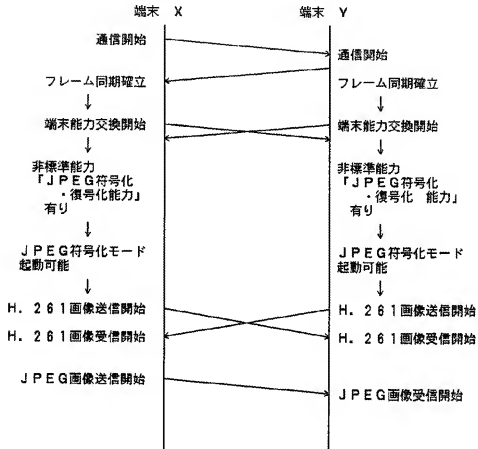 端末 X
端末 Y
通信開始
通信開始
フレーム同期確立
フレーム同期確立
端末能力交換開始
端末能力交換開始
非標準能力
「JPEG符号化
・復号化能力」
有り
非標準能力
「JPEG符号化
・復号化 能力」
有り
JPEG符号化モード
起動可能
JPEG符号化モード
起動可能
H.261画像送信開始
H.261画像送信開始
H.261画像受信開始
H.261画像受信開始
JPEG画像送信開始
JPEG画像受信開始